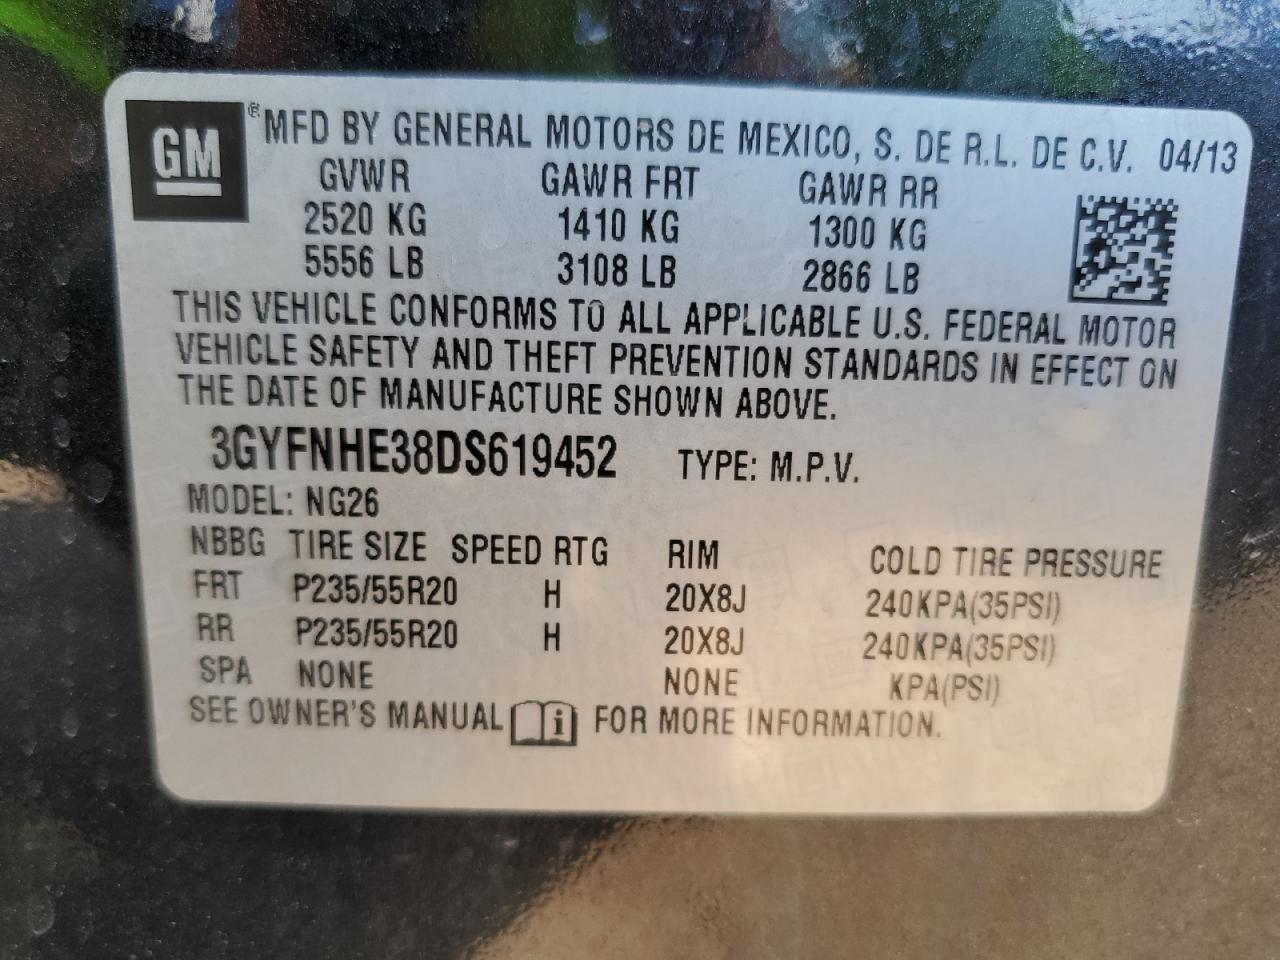 GM ® MFD BY GENERAL MOTORS DE MEXICO, S. DE R.L. DE C.V. 04/13
GVWR GAWR FRT GAWR RR
2520 KG 1410 KG 1300 KG
5556 LB 3108 LB 2866 LB
THIS VEHICLE CONFORMS TO ALL APPLICABLE U.S. FEDERAL MOTOR
VEHICLE SAFETY AND THEFT PREVENTION STANDARDS IN EFFECT ON
THE DATE OF MANUFACTURE SHOWN ABOVE.
3GYFNHE38DS619452 TYPE: M.P.V.
MODEL: NG26
NBBG TIRE SIZE SPEED RTG RIM COLD TIRE PRESSURE
FRT P235/55R20 H 20X8J 240KPA(35PSI)
RR P235/55R20 H 20X8J 240KPA(35PSI)
SPA NONE NONE KPA(PSI)
SEE OWNER'S MANUAL i FOR MORE INFORMATION.